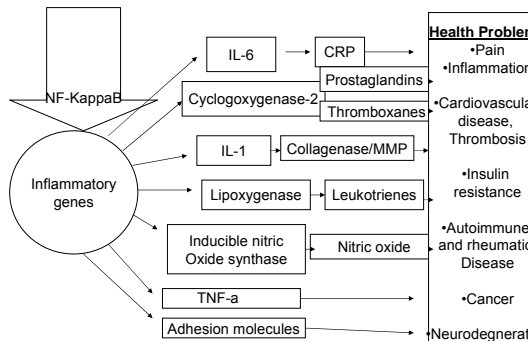 NF-KappaB
Inflammatory
genes
IL-6
CRP
Cyclogoxygenase-2
Prostaglandins
Thromboxanes
IL-1
Collagenase/MMP
Lipoxygenase
Leukotrienes
Inducible nitric
Oxide synthase
Nitric oxide
TNF-a
Adhesion molecules
Health Problem
•Pain
•Inflammation
•Cardiovascula
disease,
Thrombosis
•Insulin
resistance
•Autoimmune
and rheumatic
Disease
•Cancer
•Neurodegenerat